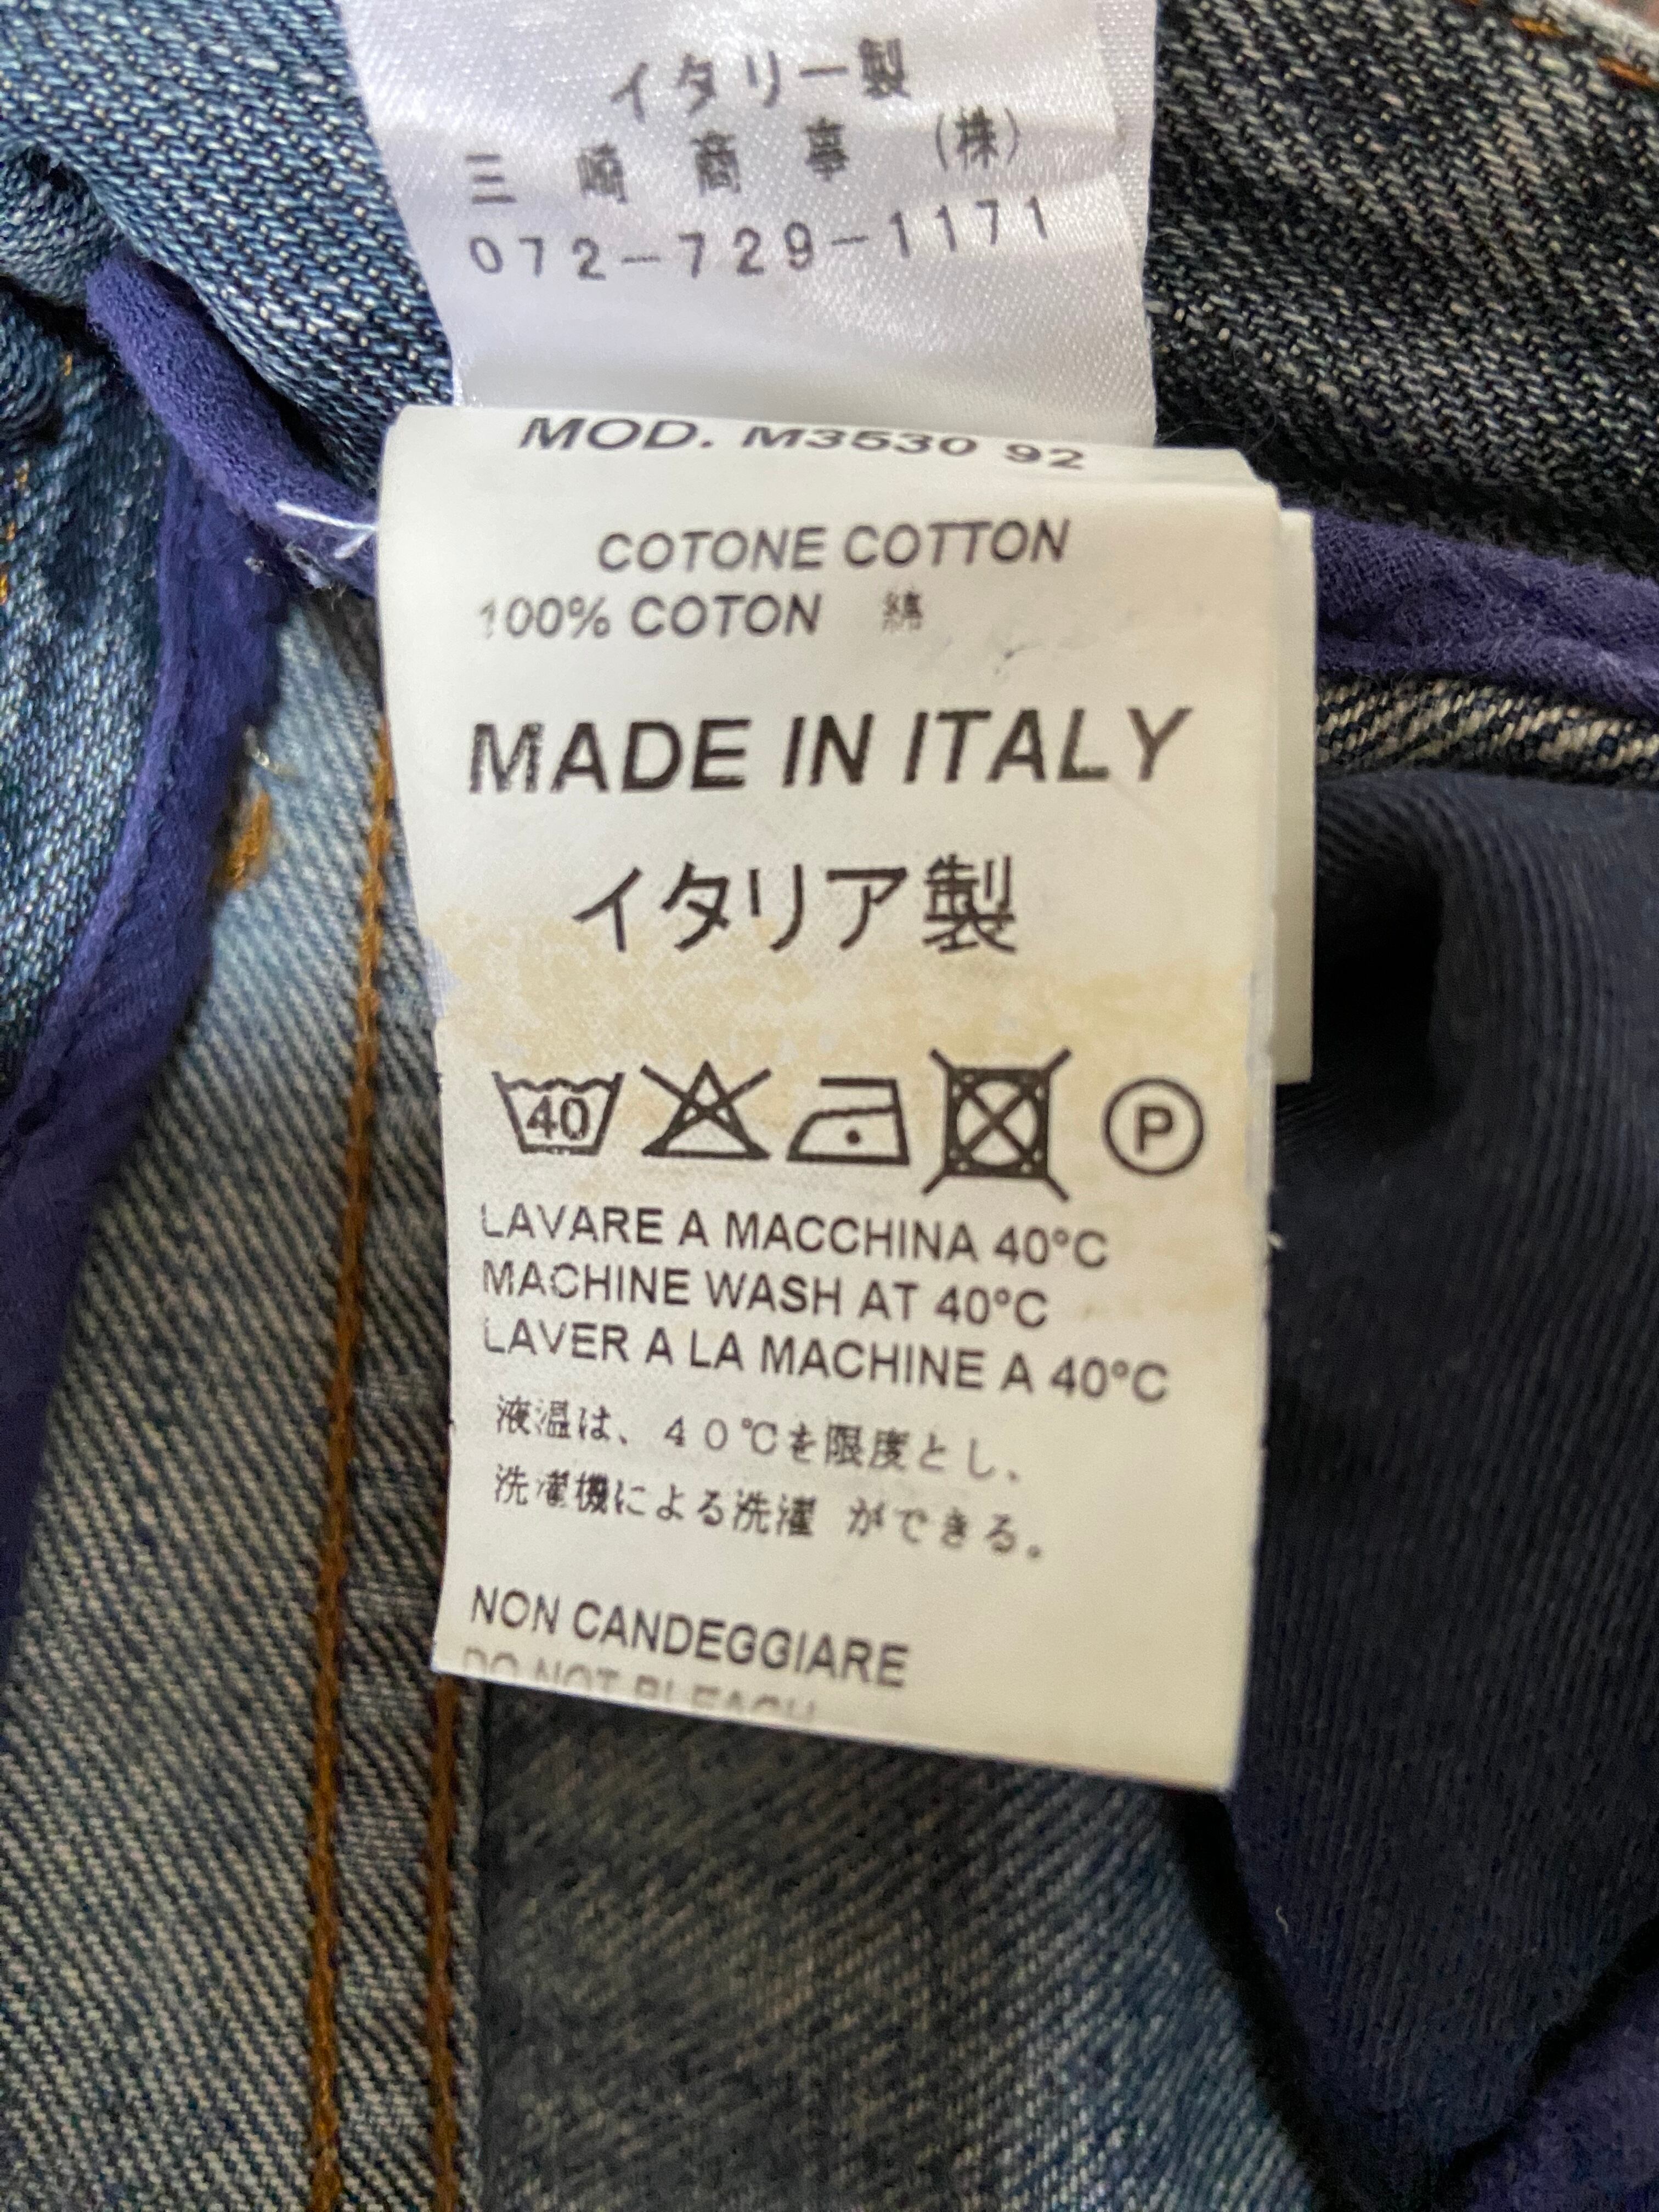 イタリー製
三崎商事(株)
072-729-1171
MOD. M3530 92
COTONE COTTON
100% COTON 綿
MADE IN ITALY
イタリア製
40
P
LAVARE A MACCHINA 40°C
MACHINE WASH AT 40°C
LAVER A LA MACHINE A 40°C
液温は、40℃を限度とし、
洗濯機による洗濯 ができる。
NON CANDEGGIARE
DO NOT BLEACH